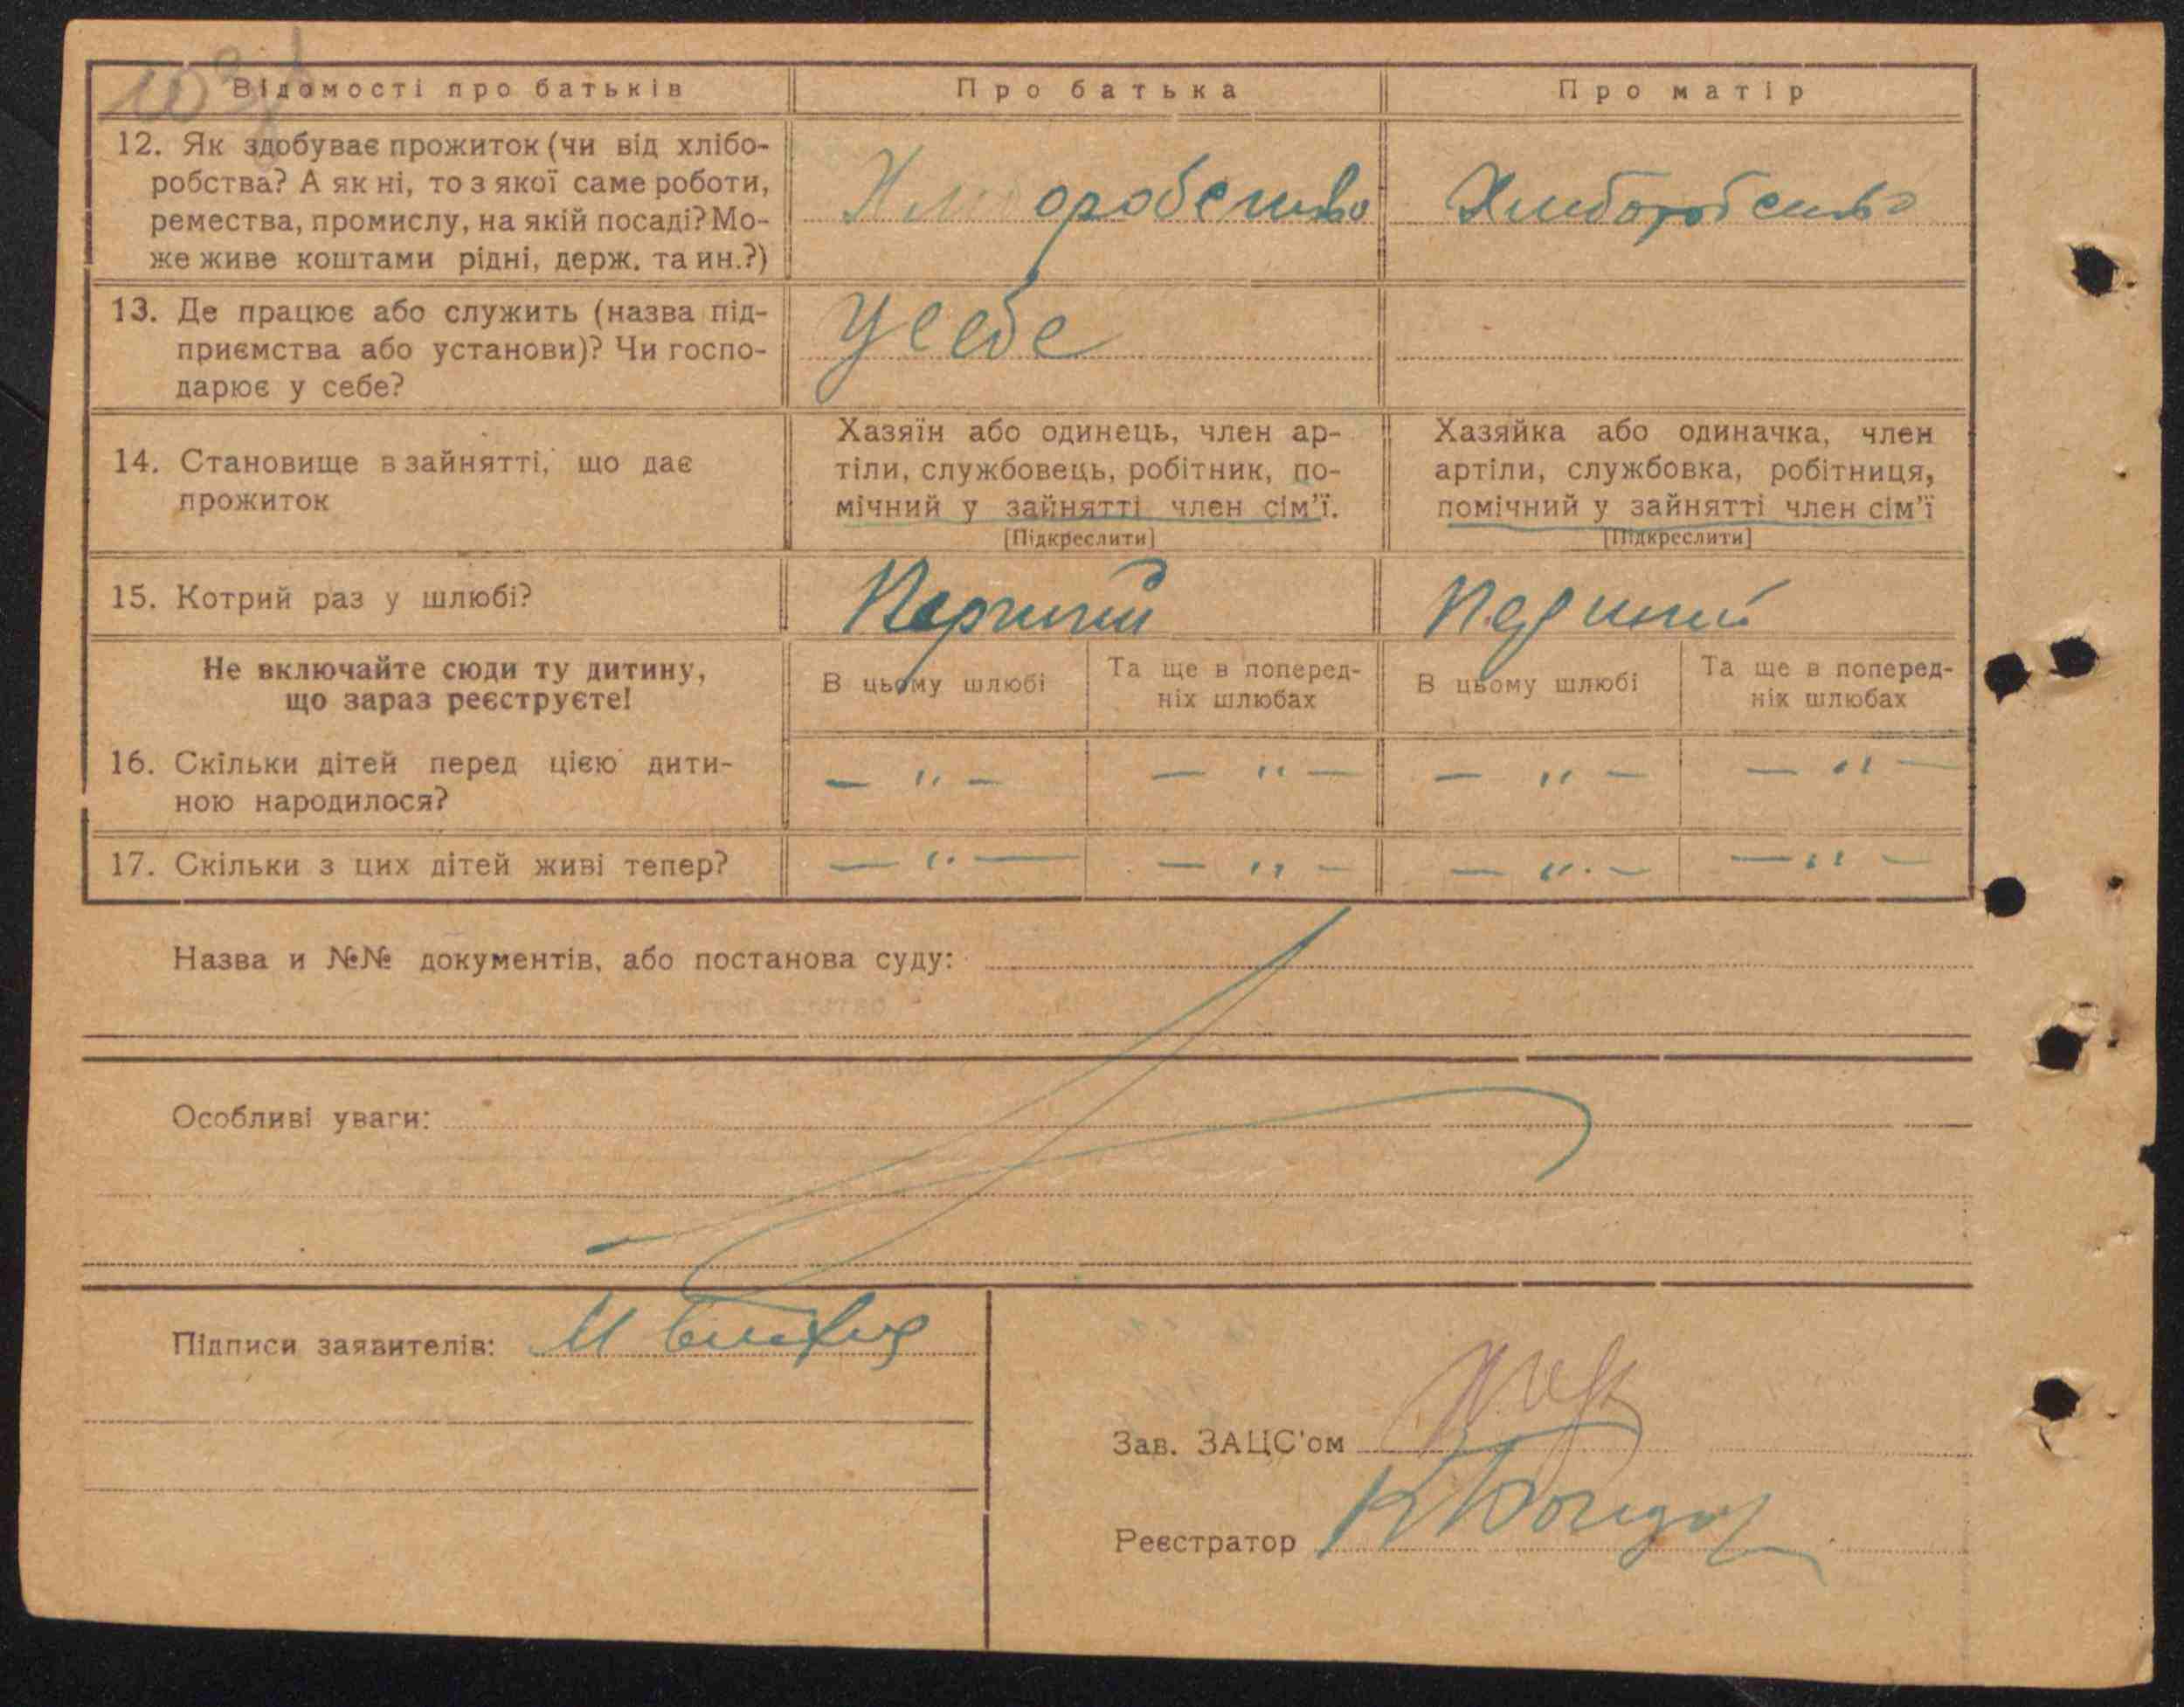 Відомості про батьків
Про батька
Про матір
12. Як здобуває прожиток (чи від хлібо-
робства? А як ні, то з якої саме роботи,
ремества, промислу, на якій посаді? Мо-
же живе коштами рідні, держ. та ин.?)
Хлиборобство
Хлиборобство
13. Де працює або служить (назва під-
приємства або установи)? Чи госпо-
дарює у себе?
У себе
14. Становище в зайнятті, що дає
прожиток
Хазяїн або одинець, член ар-
тіли, службовець, робітник, по-
мічний у зайнятті член сім'ї.
[Підкреслити]
Хазяйка або одиначка, член
артіли, службовка, робітниця,
помічний у зайнятті член сім'ї
[Підкреслити]
15. Котрий раз у шлюбі?
Перший
Перший
Не включайте сюди ту дитину,
що зараз реєструєте!
В цьому шлюбі
Та ще в поперед-
ніх шлюбах
В цьому шлюбі
Та ще в поперед-
ніх шлюбах
16. Скільки дітей перед цією дити-
ною народилося?
— " —
— " —
— " —
— " —
17. Скільки з цих дітей живі тепер?
— " —
— " —
— " —
— " —
Назва и №№ документів, або постанова суду:
Особливі уваги:
Підписи заявителів: М
Зав. ЗАЦС'ом
Реєстратор К Бондар